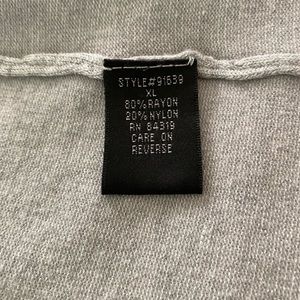 STYLE#91639
XL
80%RAYON
20%NYLON
RN 84319
CARE ON
REVERSE